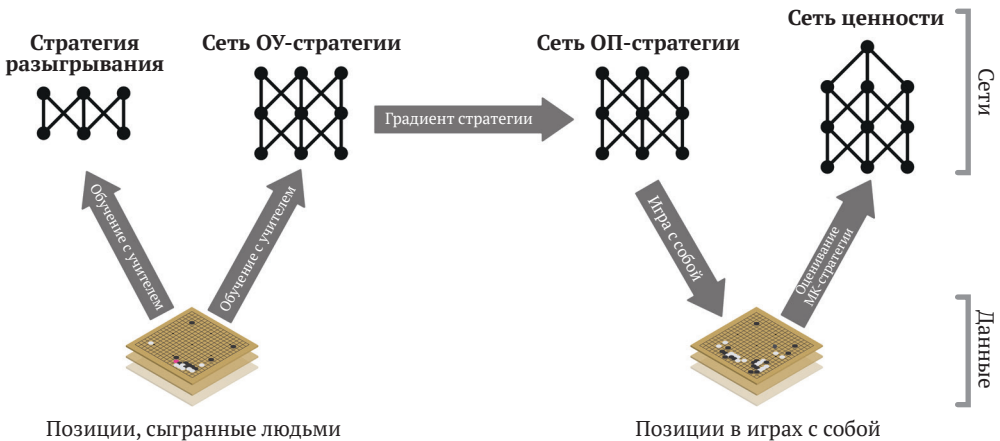 Стратегия
разыгрывания
Сеть ОУ-стратегии
Сеть ОП-стратегии
Сеть ценности
Сети
Градиент стратегии
Обучение с учителем
Обучение с учителем
Игра с собой
Оценивание
МК-стратегии
Данные
Позиции, сыгранные людьми
Позиции в играх с собой